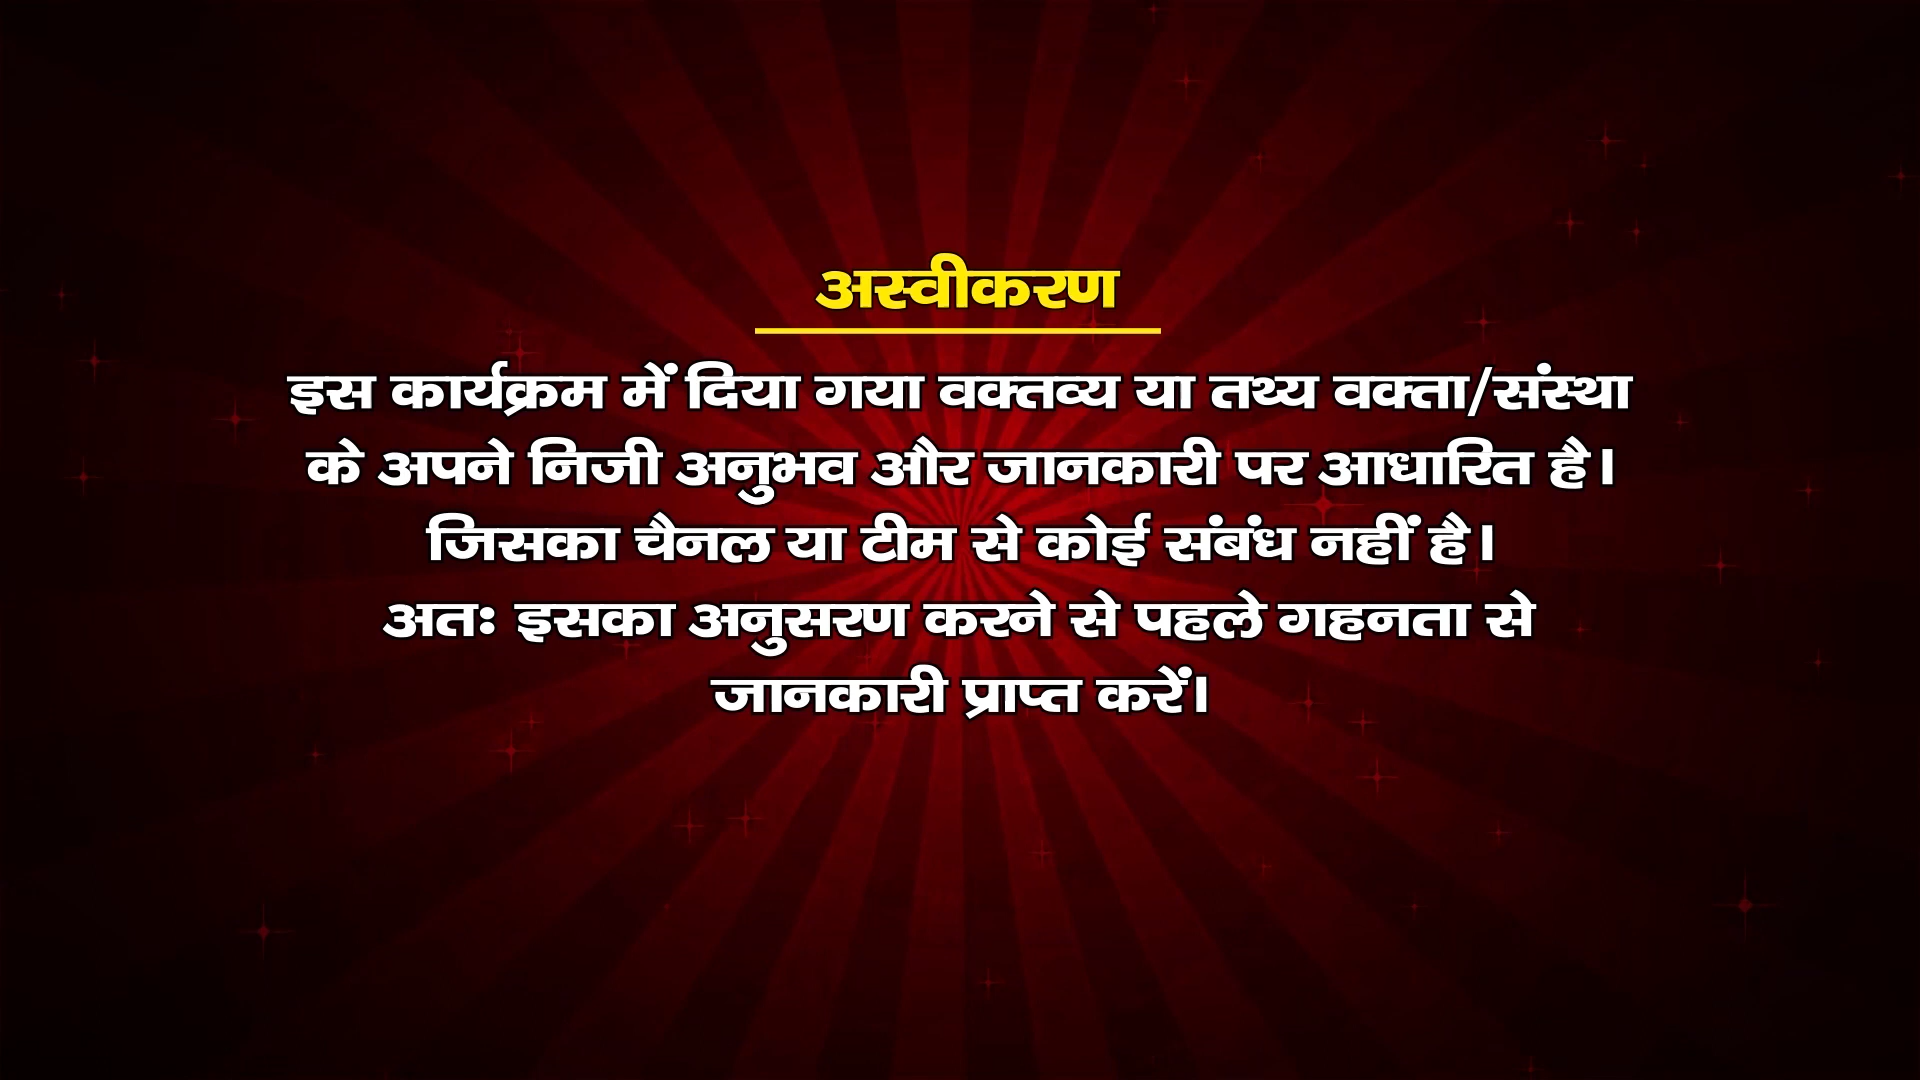 अस्वीकरण
इस कार्यक्रम में दिया गया वक्तव्य या तथ्य वक्ता/संस्था
के अपने निजी अनुभव और जानकारी पर आधारित है।
जिसका चैनल या टीम से कोई संबंध नहीं है।
अतः इसका अनुसरण करने से पहले गहनता से
जानकारी प्राप्त करें।